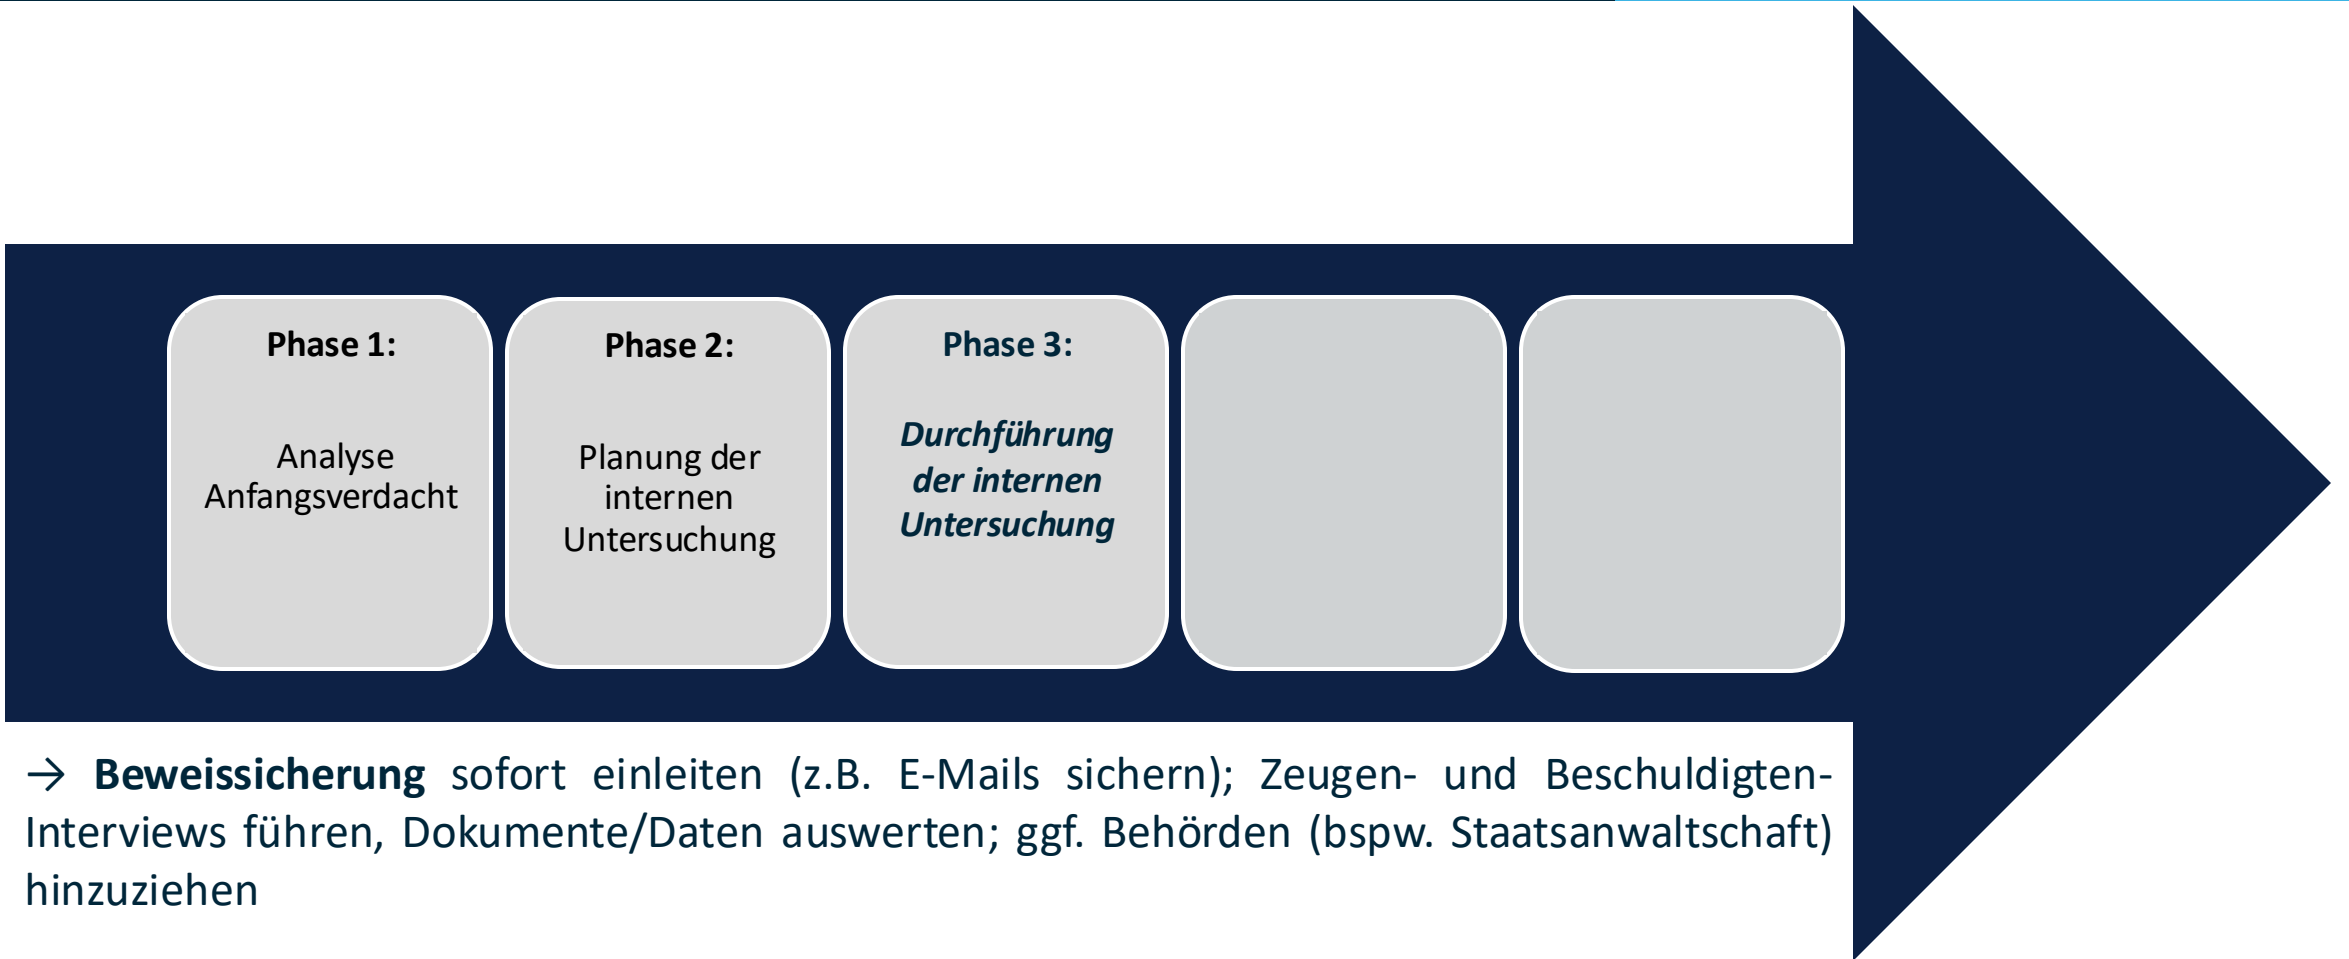 Phase 1:
Analyse
Anfangsverdacht
Phase 2:
Planung der
internen
Untersuchung
Phase 3:
Durchführung
der internen
Untersuchung
→ Beweissicherung sofort einleiten (z.B. E-Mails sichern); Zeugen- und Beschuldigten-
Interviews führen, Dokumente/Daten auswerten; ggf. Behörden (bspw. Staatsanwaltschaft)
hinzuziehen